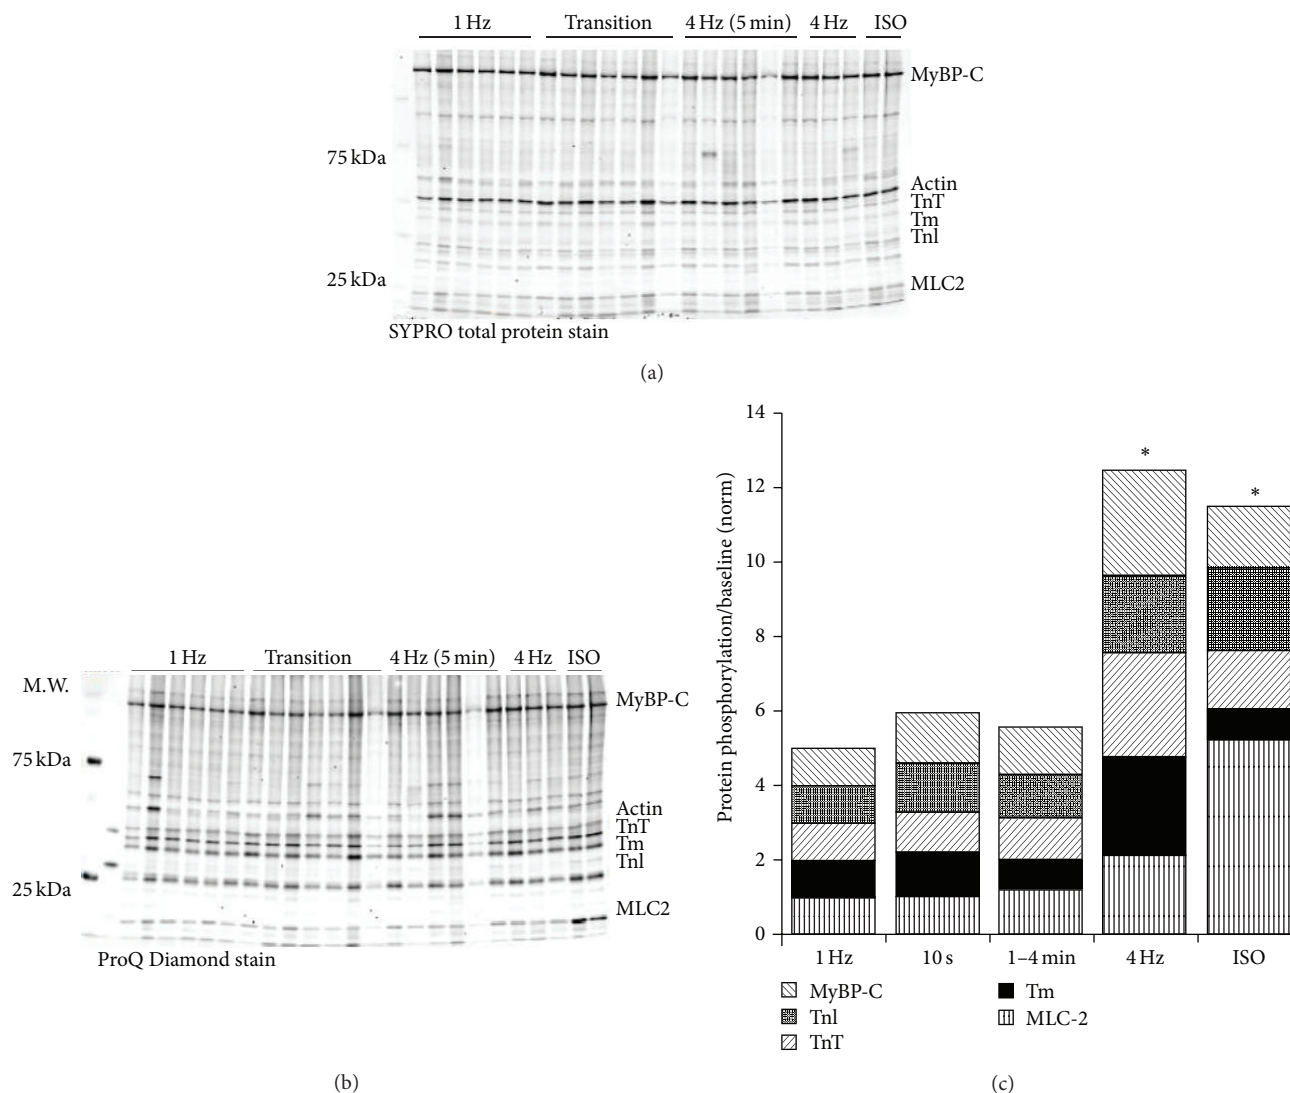 1 Hz Transition 4 Hz (5 min) 4 Hz ISO
MyBP-C
75 kDa
Actin
TnT
Tm
Tnl
25 kDa
MLC2
SYPRO total protein stain
(a)
1 Hz Transition 4 Hz (5 min) 4 Hz ISO
M.W.
MyBP-C
75 kDa
Actin
TnT
Tm
Tnl
25 kDa
MLC2
ProQ Diamond stain
(b)
Protein phosphorylation/baseline (norm)
14
12
10
8
6
4
2
0
* *
1 Hz 10 s 1–4 min 4 Hz ISO
MyBP-C
Tnl
TnT
Tm
MLC-2
(c)